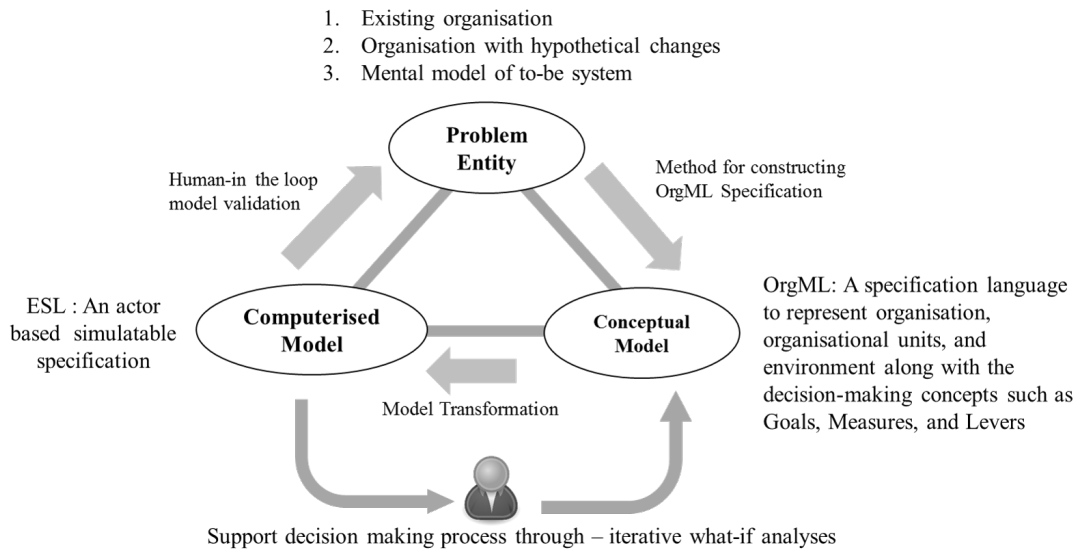 1. Existing organisation
2. Organisation with hypothetical changes
3. Mental model of to-be system
Problem
Entity
Human-in the loop
model validation
Method for constructing
OrgML Specification
ESL : An actor
based simulatable
specification
Computerised
Model
Conceptual
Model
OrgML: A specification language
to represent organisation,
organisational units, and
environment along with the
decision-making concepts such as
Goals, Measures, and Levers
Model Transformation
Support decision making process through – iterative what-if analyses